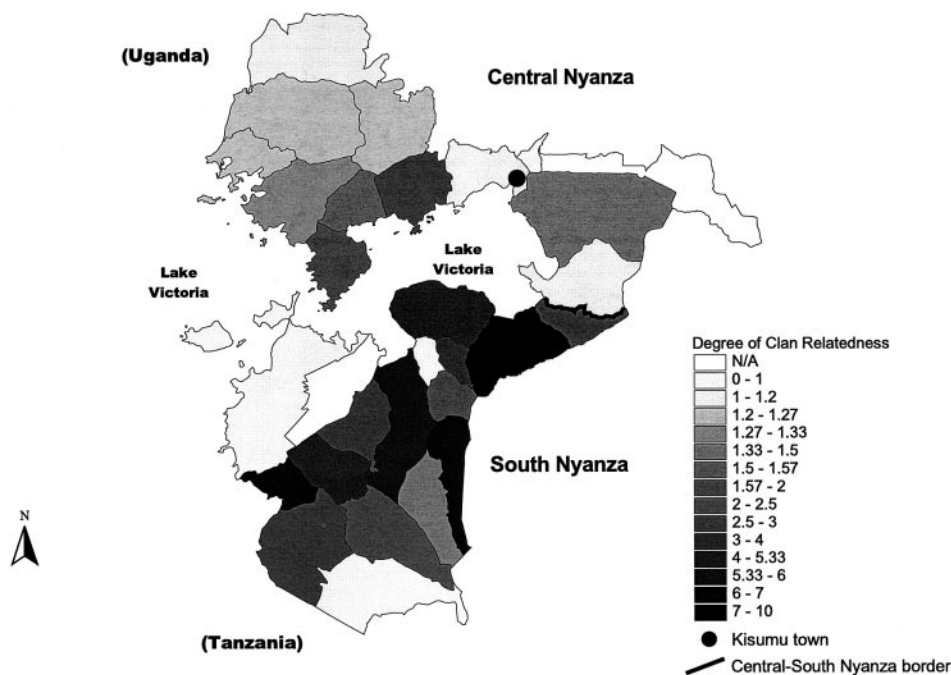 (Uganda)
Central Nyanza
Lake
Victoria
Lake
Victoria
Degree of Clan Relatedness
N/A
0 - 1
1 - 1.2
1.2 - 1.27
1.27 - 1.33
1.33 - 1.5
1.5 - 1.57
1.57 - 2
2 - 2.5
2.5 - 3
3 - 4
4 - 5.33
5.33 - 6
6 - 7
7 - 10
South Nyanza
N
(Tanzania)
Kisumu town
Central-South Nyanza border